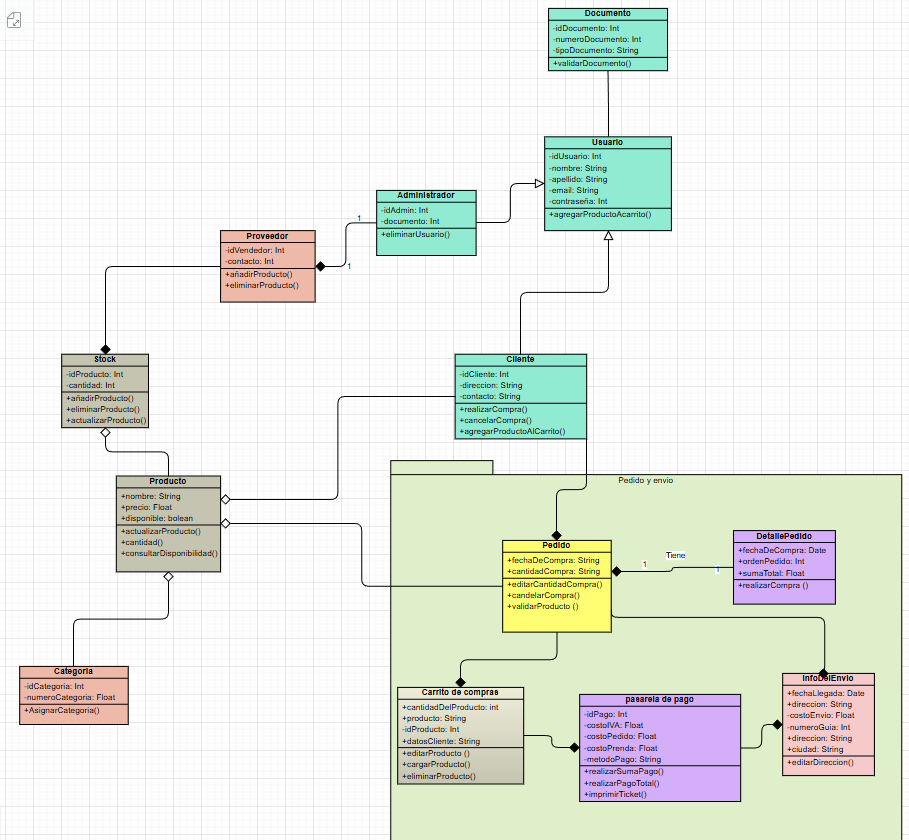 Documento
-idDocumento: Int
-numeroDocumento: Int
-tipoDocumento: String
+validarDocumento()
Usuario
-idUsuario: Int
-nombre: String
-apellido: String
-email: String
-contraseña: Int
+agregarProductoAcarrito()
Administrador
-idAdmin: Int
-documento: Int
+eliminarUsuario()
1
1
Proveedor
-idVendedor: Int
-contacto: Int
+añadirProducto()
+eliminarProducto()
Stock
-idProducto: Int
-cantidad: Int
+añadirProducto()
+eliminarProducto()
+actualizarProducto()
Cliente
-idCliente: Int
-direccion: String
-contacto: String
+realizarCompra()
+cancelarCompra()
+agregarProductoAlCarrito()
Producto
+nombre: String
+precio: Float
+disponible: bolean
+actualizarProducto()
+cantidad()
+consultarDisponibilidad()
Pedido y envio
Pedido
+fechaDeCompra: String
+cantidadCompra: String
+editarCantidadCompra()
+candelarCompra()
+validarProducto ()
Tiene
1
1
DetallePedido
+fechaDeCompra: Date
+ordenPedido: Int
+sumaTotal: Float
+realizarCompra ()
Categoria
-idCategoria: Int
-numeroCategoria: Float
+AsignarCategoria()
Carrito de compras
+cantidadDelProducto: int
+producto: String
-idProducto: Int
+datosCliente: String
+editarProducto ()
+cargarProducto()
+eliminarProducto()
pasarela de pago
-idPago: Int
-costoIVA: Float
-costoPedido: Float
-costoPrenda: Float
-metodoPago: String
+realizarSumaPago()
+realizarPagoTotal()
+imprimirTicket()
InfoDelEnvio
+fechaLlegada: Date
+direccion: String
-costoEnvio: Float
-numeroGuia: Int
+direccion: String
+ciudad: String
+editarDireccion()